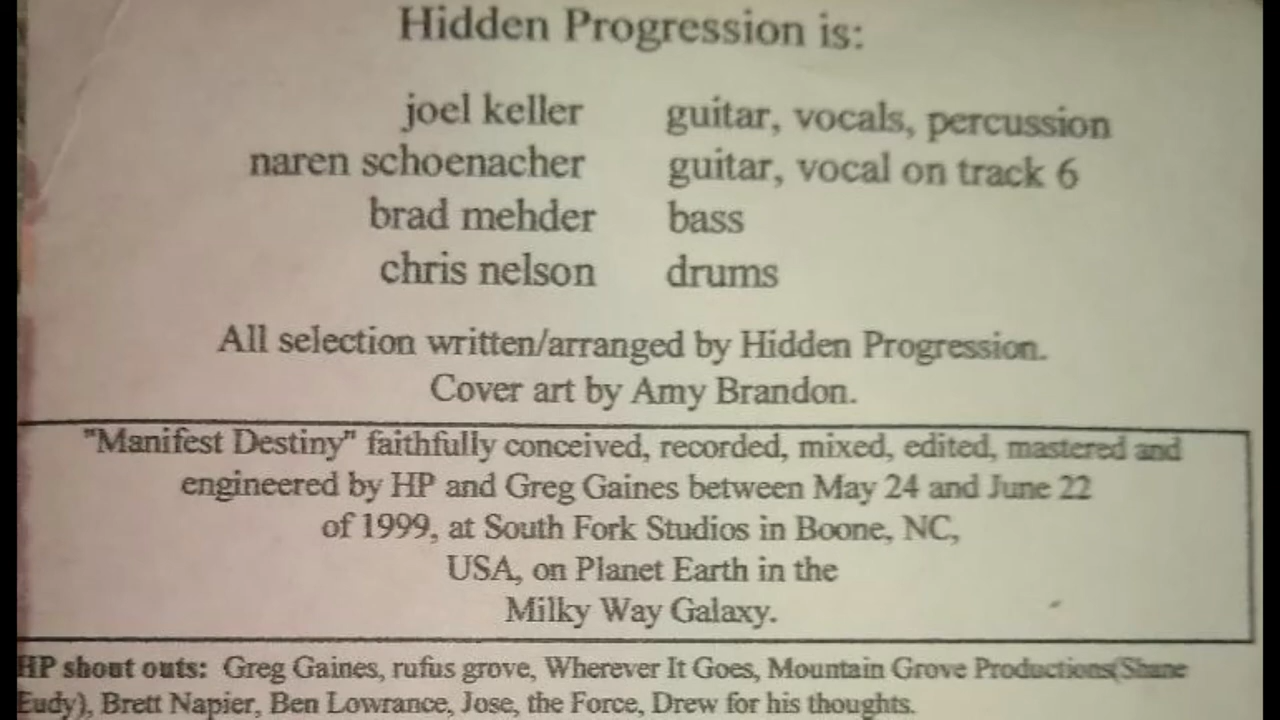 Hidden Progression is:
joel keller guitar, vocals, percussion
naren schoenacher guitar, vocal on track 6
brad mehder bass
chris nelson drums
All selection written/arranged by Hidden Progression.
Cover art by Amy Brandon.
"Manifest Destiny" faithfully conceived, recorded, mixed, edited, mastered and
engineered by HP and Greg Gaines between May 24 and June 22
of 1999, at South Fork Studios in Boone, NC,
USA, on Planet Earth in the
Milky Way Galaxy.
HP shout outs: Greg Gaines, rufus grove, Wherever It Goes, Mountain Grove Productions(Shane
Eudy), Brett Napier, Ben Lowrance, Jose, the Force, Drew for his thoughts.